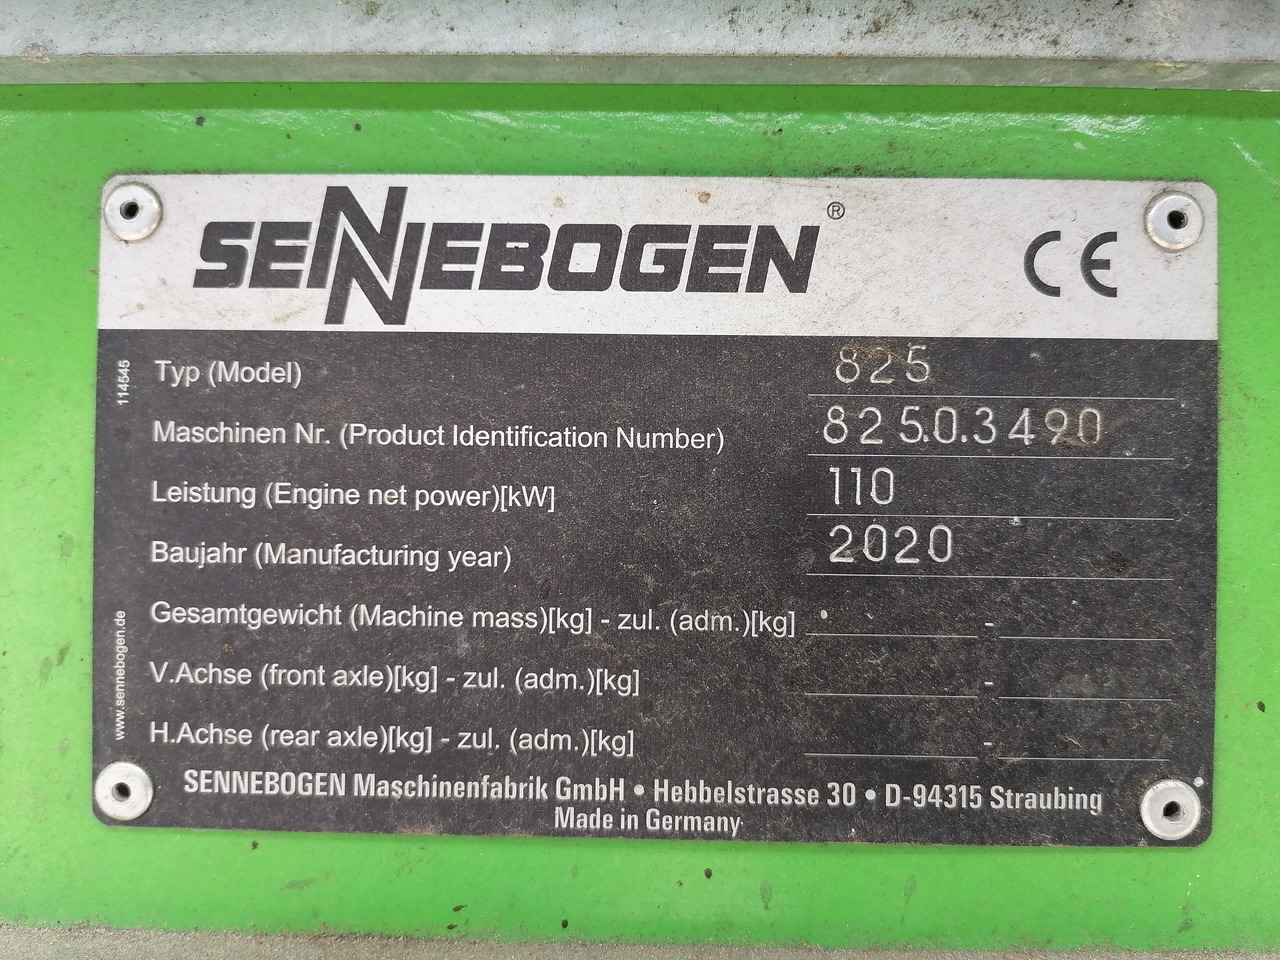 SENNEBOGEN ®
CE
114545
Typ (Model) 825
Maschinen Nr. (Product Identification Number) 825.0.3490
Leistung (Engine net power)[kW] 110
Baujahr (Manufacturing year) 2020
Gesamtgewicht (Machine mass)[kg] - zul. (adm.)[kg] -
V.Achse (front axle)[kg] - zul. (adm.)[kg] -
H.Achse (rear axle)[kg] - zul. (adm.)[kg] -
www.sennebogen.de
SENNEBOGEN Maschinenfabrik GmbH • Hebbelstrasse 30 • D-94315 Straubing
Made in Germany